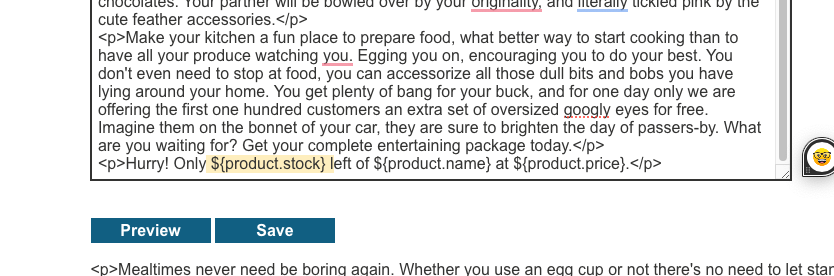 chocolates. Your partner will be bowled over by your originality, and literally tickled pink by the
cute feather accessories.</p>
<p>Make your kitchen a fun place to prepare food, what better way to start cooking than to
have all your produce watching you. Egging you on, encouraging you to do your best. You
don't even need to stop at food, you can accessorize all those dull bits and bobs you have
lying around your home. You get plenty of bang for your buck, and for one day only we are
offering the first one hundred customers an extra set of oversized googly eyes for free.
Imagine them on the bonnet of your car, they are sure to brighten the day of passers-by. What
are you waiting for? Get your complete entertaining package today.</p>
<p>Hurry! Only ${product.stock} left of ${product.name} at ${product.price}.</p>
Preview Save
<p>Mealtimes never need be boring again. Whether you use an egg cup or not there's no need to let